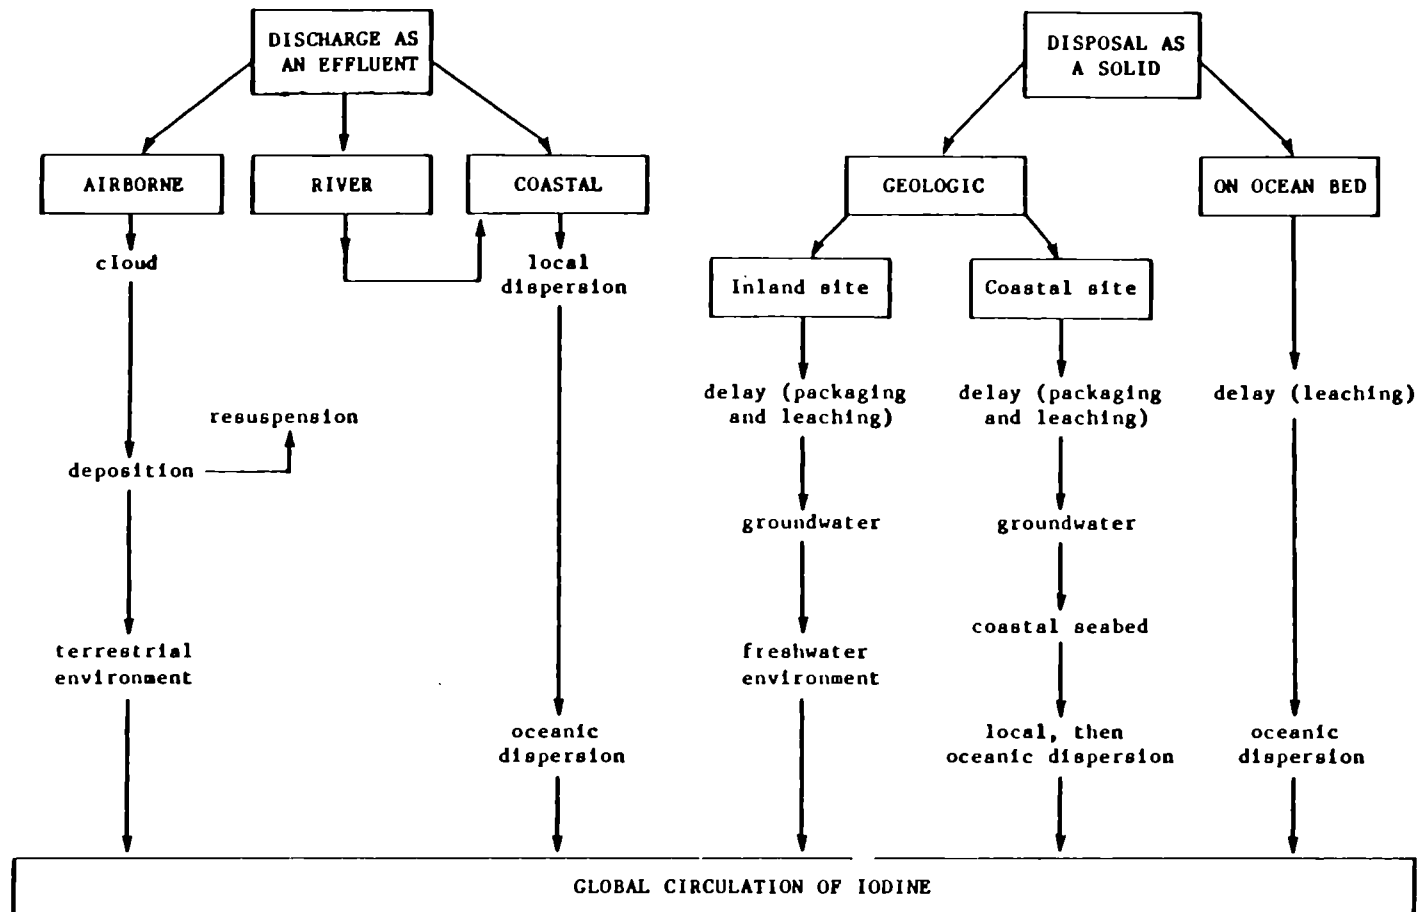 DISCHARGE AS
AN EFFLUENT
DISPOSAL AS
A SOLID
AIRBORNE
RIVER
COASTAL
GEOLOGIC
ON OCEAN BED
cloud
local
dispersion
Inland site
Coastal site
delay (packaging
and leaching)
delay (packaging
and leaching)
delay (leaching)
resuspension
deposition
groundwater
groundwater
coastal seabed
terrestrial
environment
freshwater
environment
oceanic
dispersion
local, then
oceanic dispersion
oceanic
dispersion
GLOBAL CIRCULATION OF IODINE